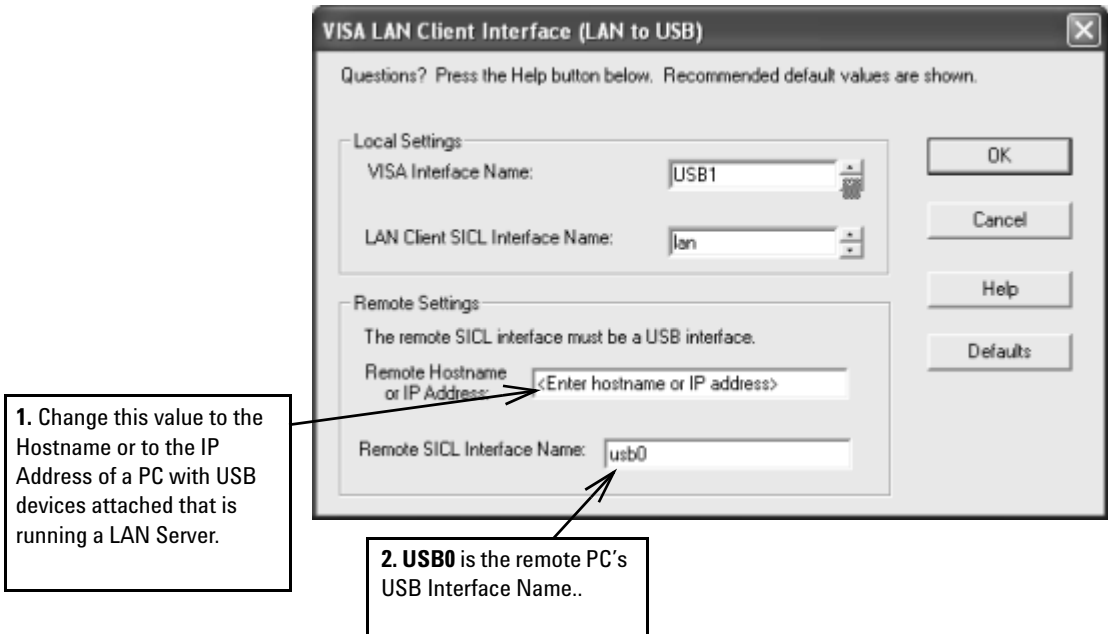 VISA LAN Client Interface (LAN to USB)
Questions? Press the Help button below. Recommended default values are shown.
Local Settings
VISA Interface Name:
USB1
LAN Client SICL Interface Name:
lan
OK
Cancel
Help
Defaults
Remote Settings
The remote SICL interface must be a USB interface.
Remote Hostname
or IP Address:
<Enter hostname or IP address>
Remote SICL Interface Name:
usb0
1. Change this value to the
Hostname or to the IP
Address of a PC with USB
devices attached that is
running a LAN Server.
2. USB0 is the remote PC’s
USB Interface Name..